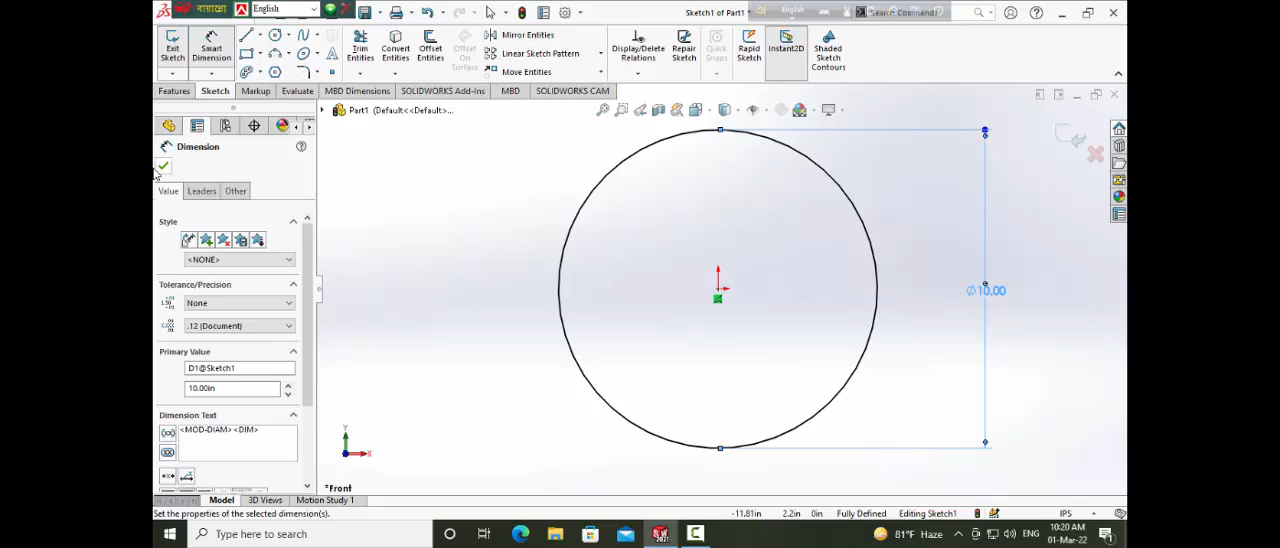 বায়ান্নো
English
Sketch1 of Part1
English
Search Command
Exit Sketch
Smart Dimension
Trim Entities
Convert Entities
Offset Entities
Offset On Surface
Mirror Entities
Linear Sketch Pattern
Move Entities
Display/Delete Relations
Repair Sketch
Quick Snaps
Rapid Sketch
Instant2D
Shaded Sketch Contours
Features
Sketch
Markup
Evaluate
MBD Dimensions
SOLIDWORKS Add-Ins
MBD
SOLIDWORKS CAM
Part1 (Default<<Default>...
Dimension
Value
Leaders
Other
Style
<NONE>
Tolerance/Precision
None
.12 (Document)
Primary Value
D1@Sketch1
10.00in
Dimension Text
<MOD-DIAM><DIM>
Ø10.00
Y
X
*Front
Model
3D Views
Motion Study 1
Set the properties of the selected dimension(s).
-11.81in
2.2in
0in
Fully Defined
Editing Sketch1
IPS
Type here to search
81°F Haze
10:20 AM
01-Mar-22